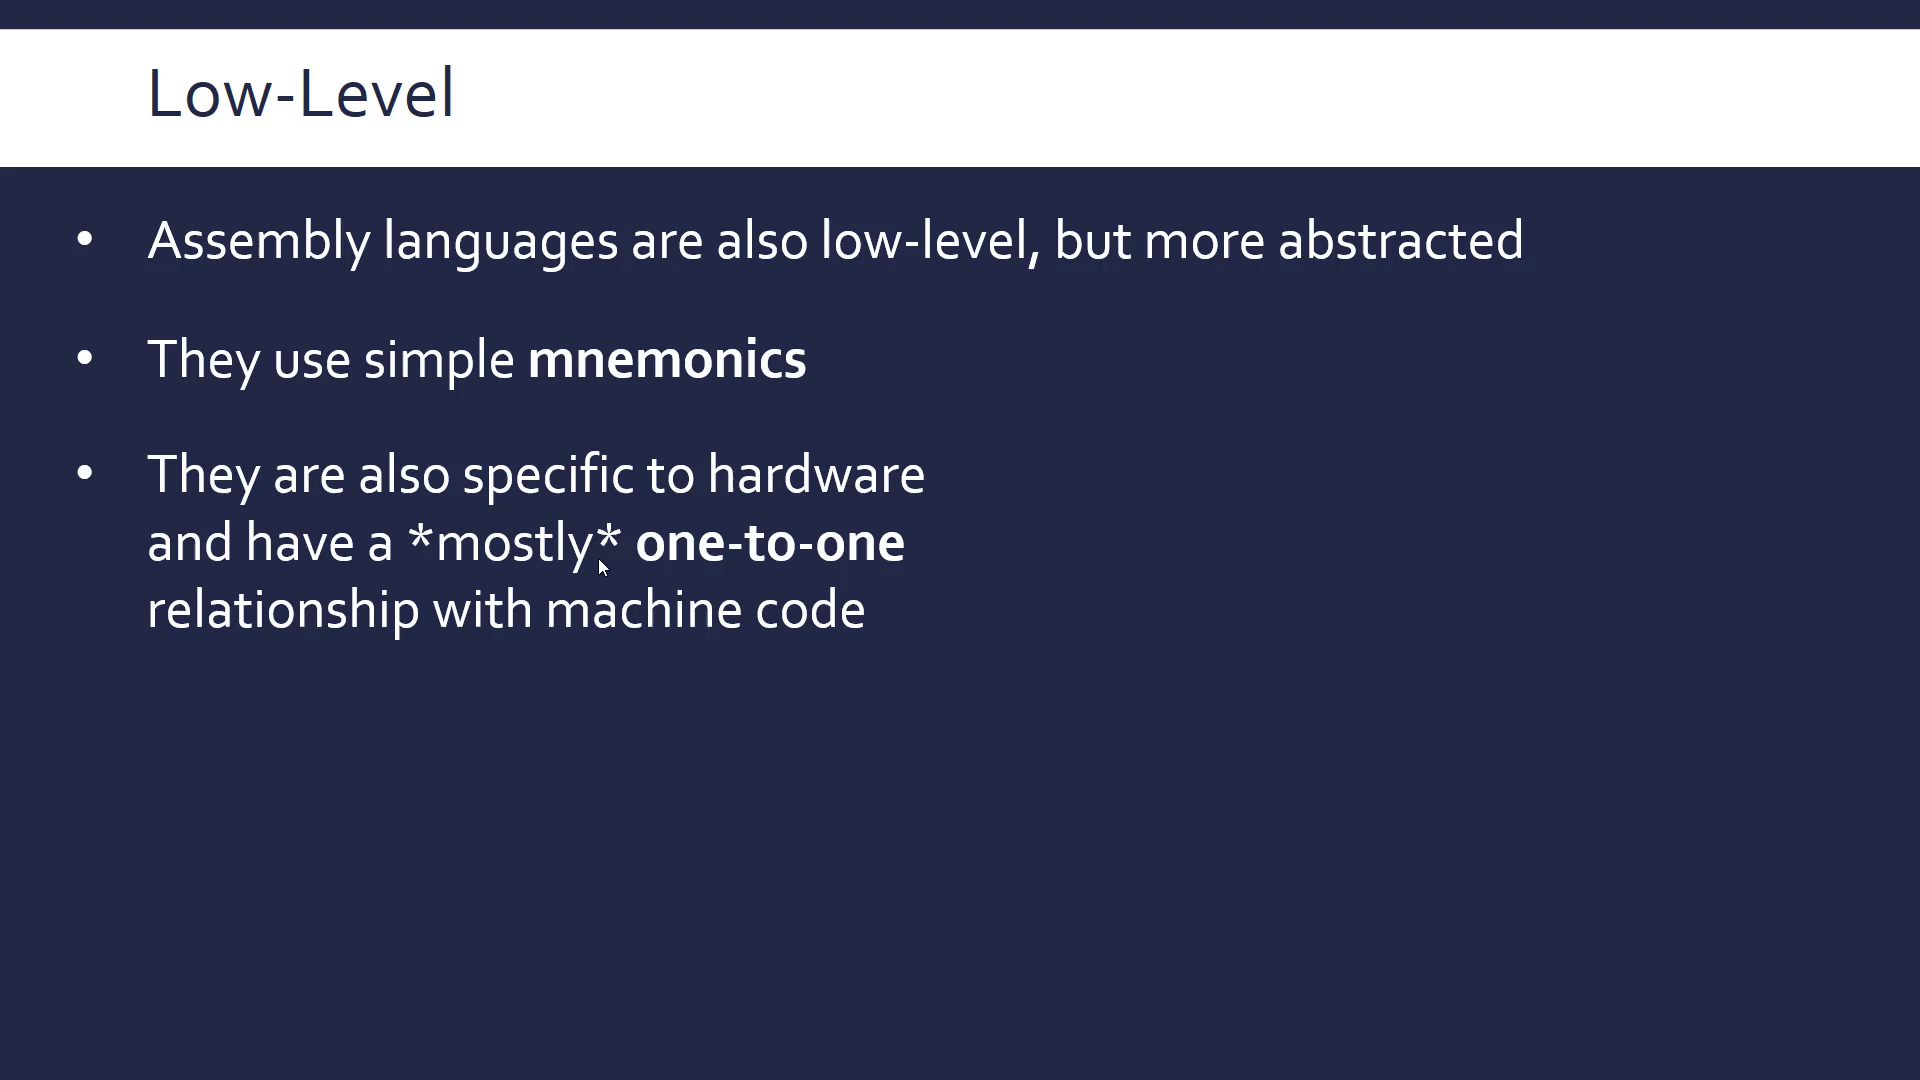 Low-Level
• Assembly languages are also low-level, but more abstracted
• They use simple mnemonics
• They are also specific to hardware
and have a *mostly* one-to-one
relationship with machine code